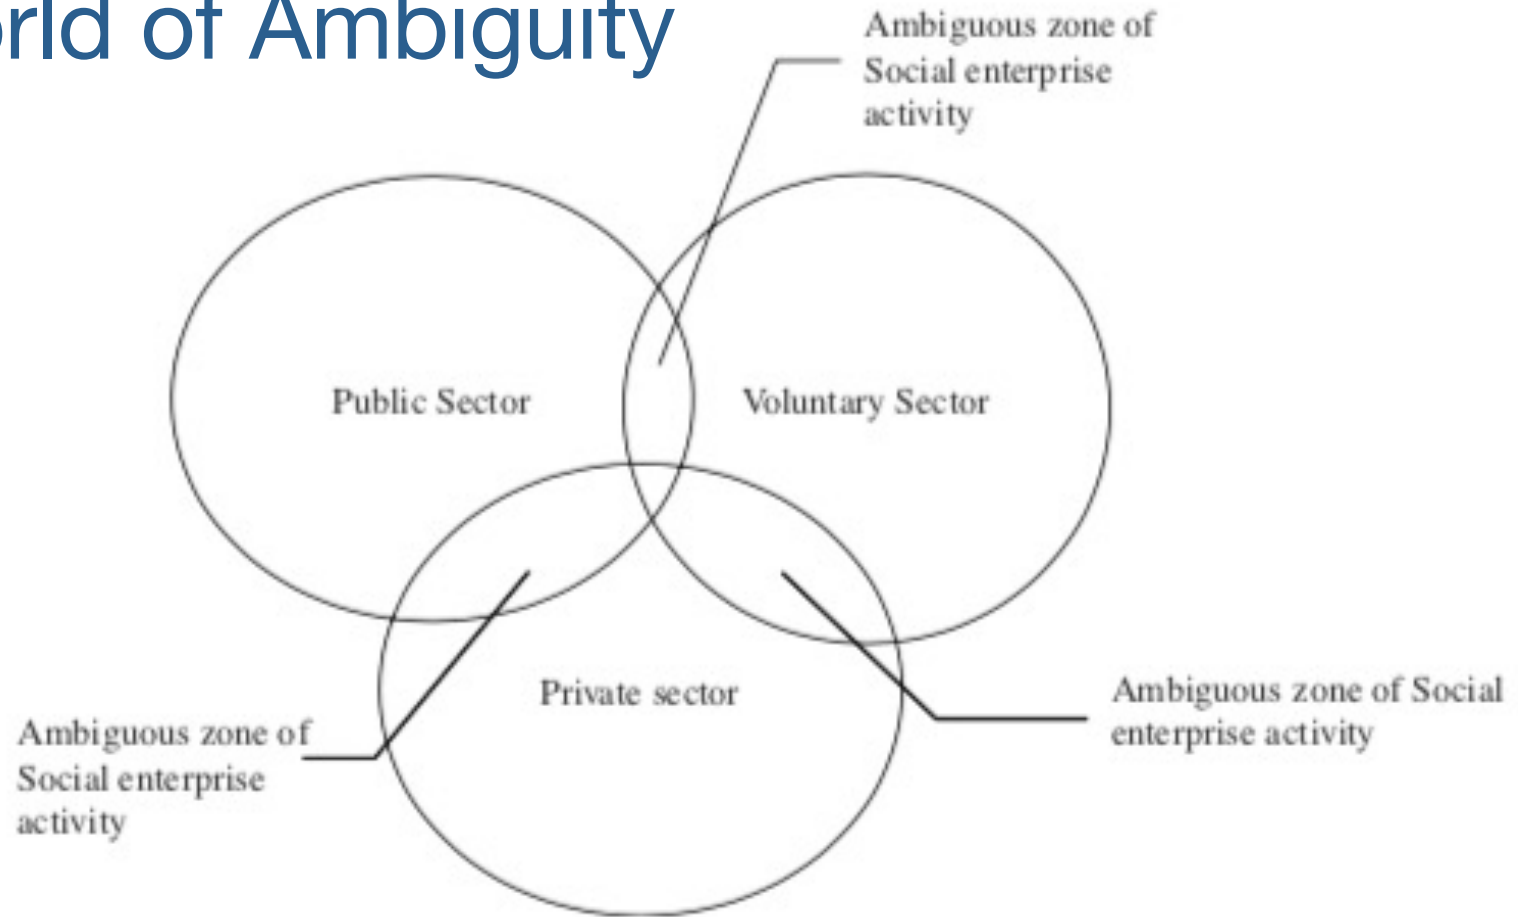 of Ambiguity
Ambiguous zone of
Social enterprise
activity
Public Sector
Voluntary Sector
Private sector
Ambiguous zone of Social
enterprise activity
Ambiguous zone of
Social enterprise
activity